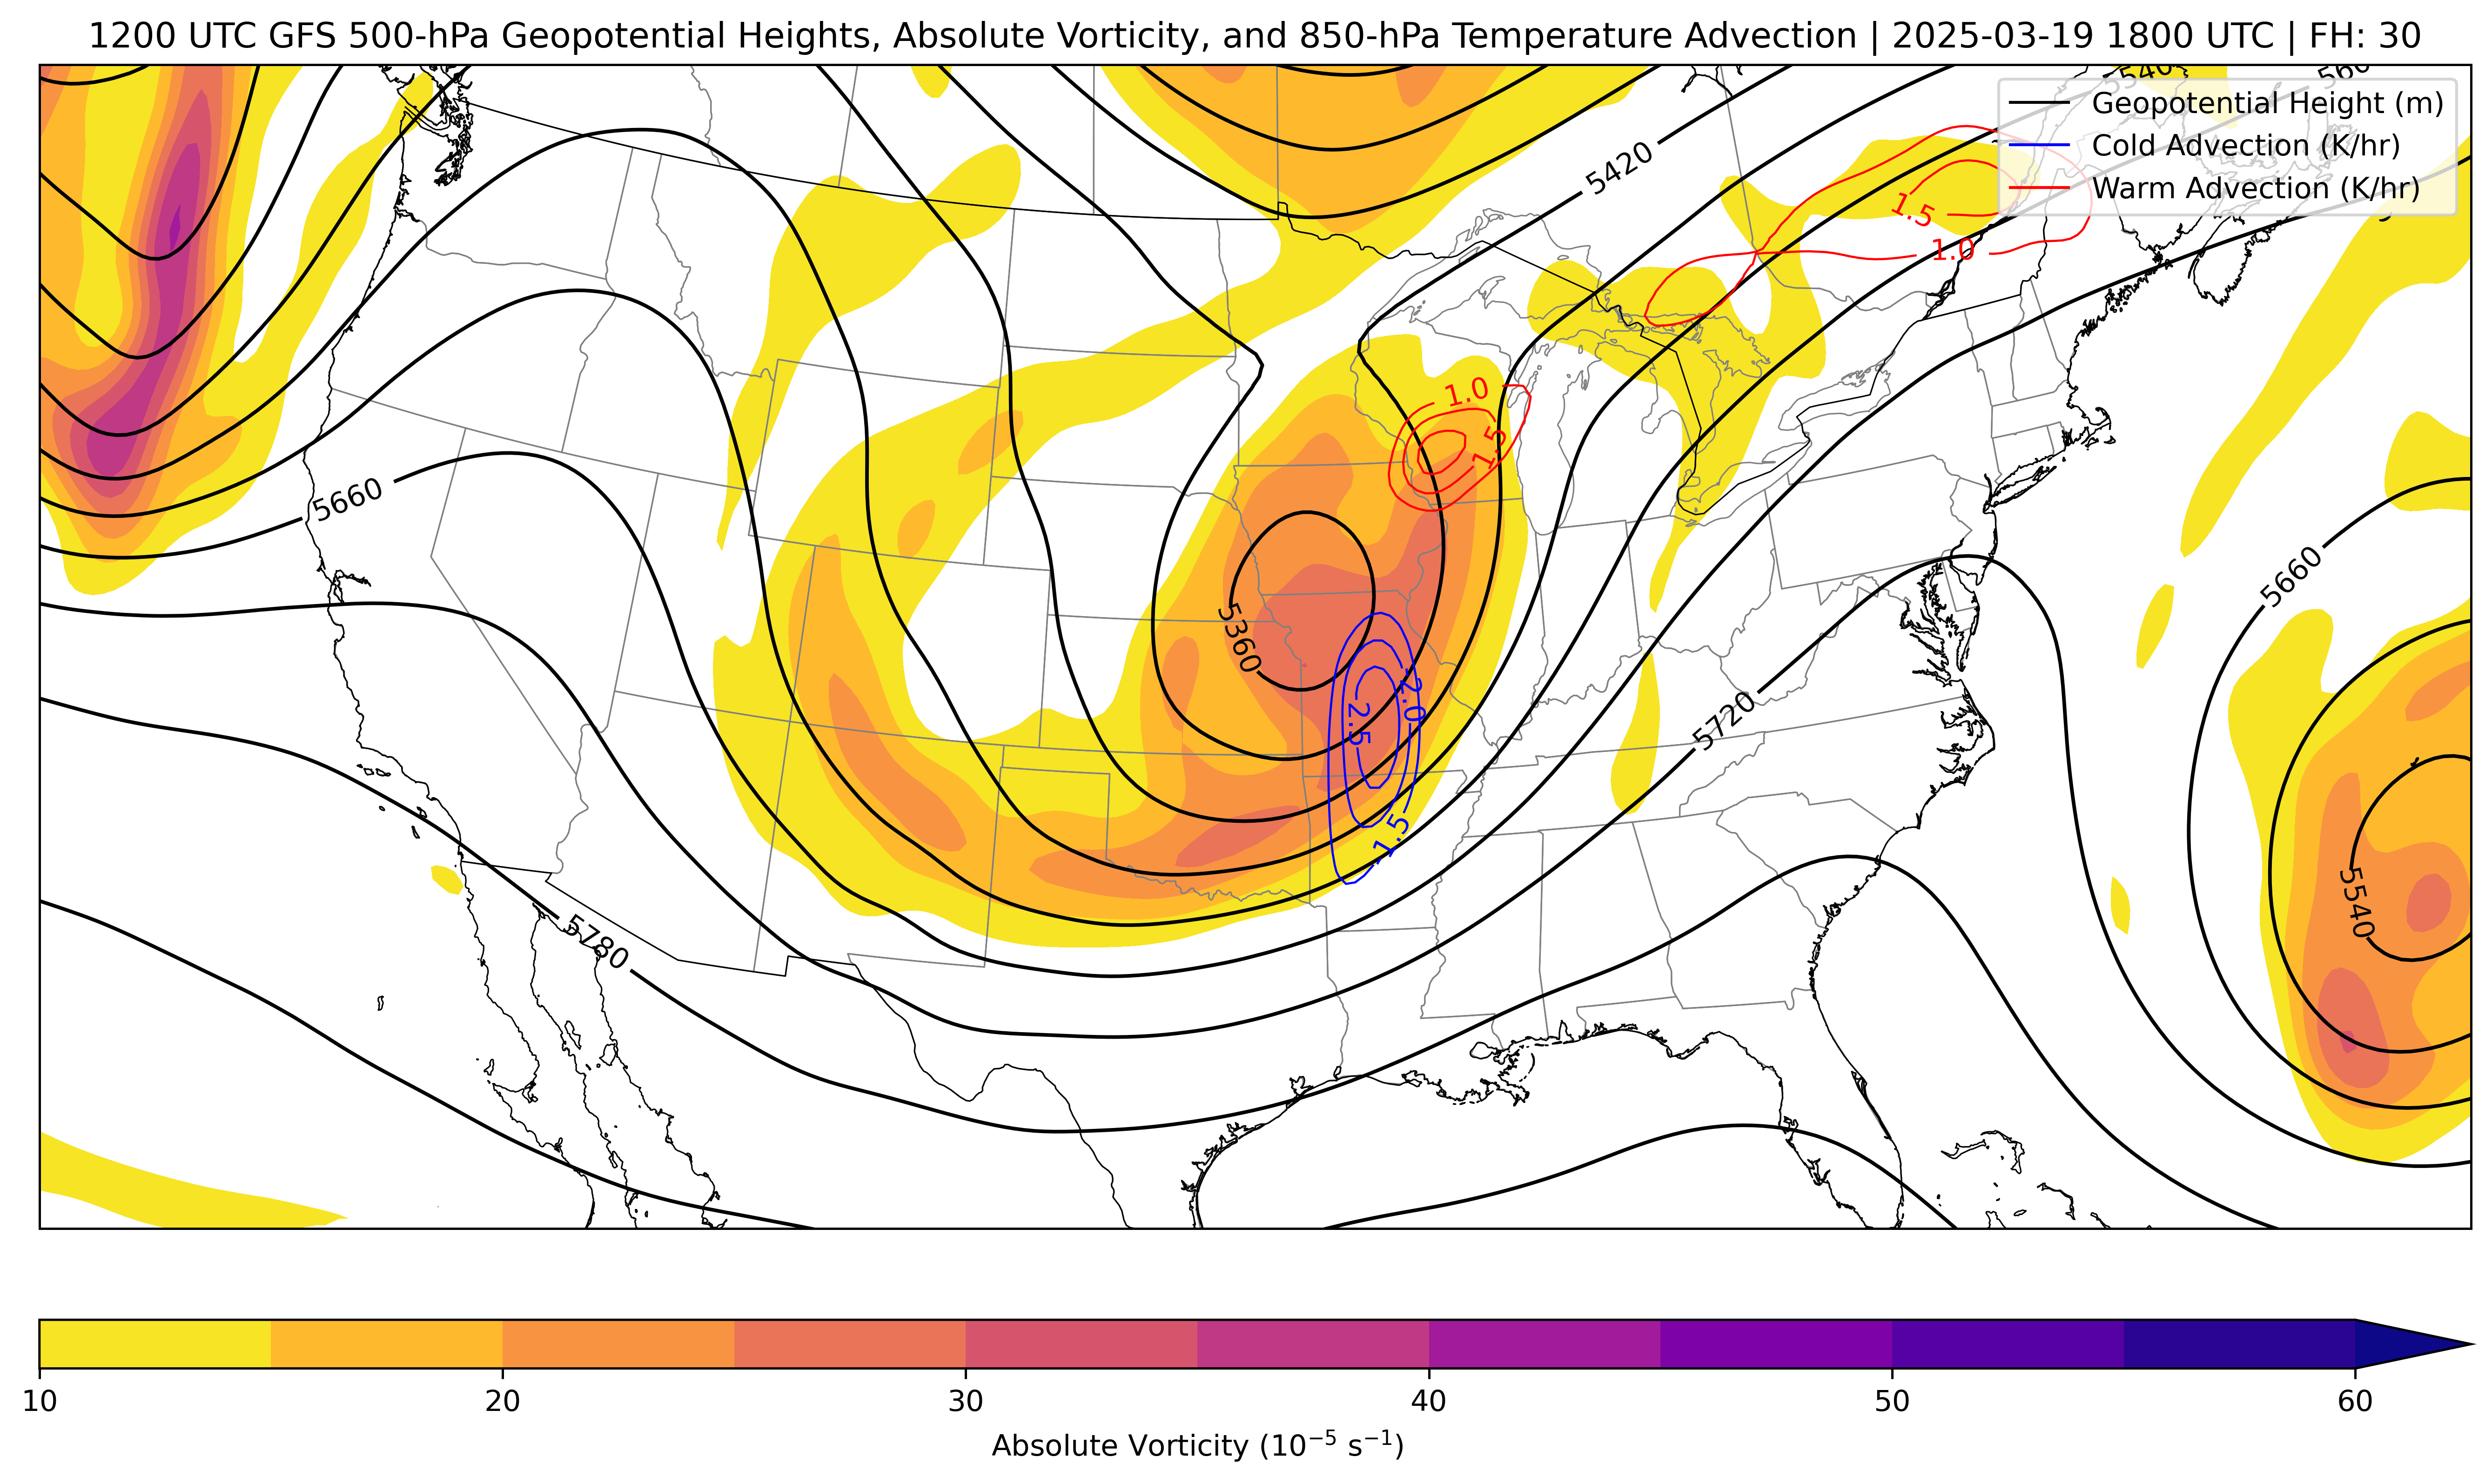 1200 UTC GFS 500-hPa Geopotential Heights, Absolute Vorticity, and 850-hPa Temperature Advection | 2025-03-19 1800 UTC | FH: 30
Geopotential Height (m)
Cold Advection (K/hr)
Warm Advection (K/hr)
5420
1.5
1.0
1.0
1.5
5660
5660
5360
-2.0
-2.5
5720
-1.5
5540
5780
10 20 30 40 50 60
Absolute Vorticity (10⁻⁵ s⁻¹)